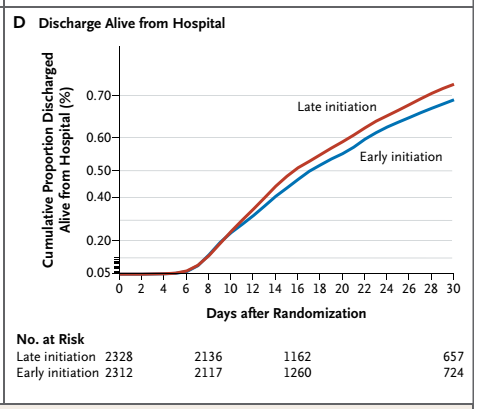 D Discharge Alive from Hospital
Cumulative Proportion Discharged
Alive from Hospital (%)
0.70
0.60
0.50
0.40
0.20
0.05
Late initiation
Early initiation
0 2 4 6 8 10 12 14 16 18 20 22 24 26 28 30
Days after Randomization
No. at Risk
Late initiation 2328 2136 1162 657
Early initiation 2312 2117 1260 724